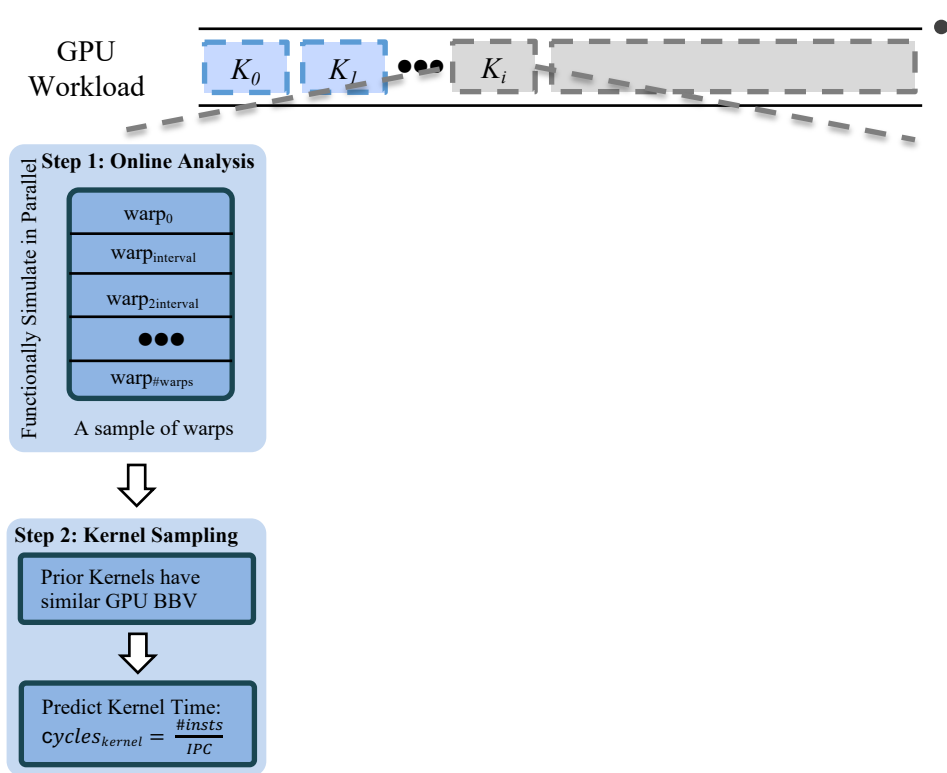 GPU
Workload
K0 K1 ●●● Ki
Functionally Simulate in Parallel
Step 1: Online Analysis
warp0
warpinterval
warp2interval
●●●
warp#warps
A sample of warps
Step 2: Kernel Sampling
Prior Kernels have
similar GPU BBV
Predict Kernel Time:
cycleskernel = #insts/IPC